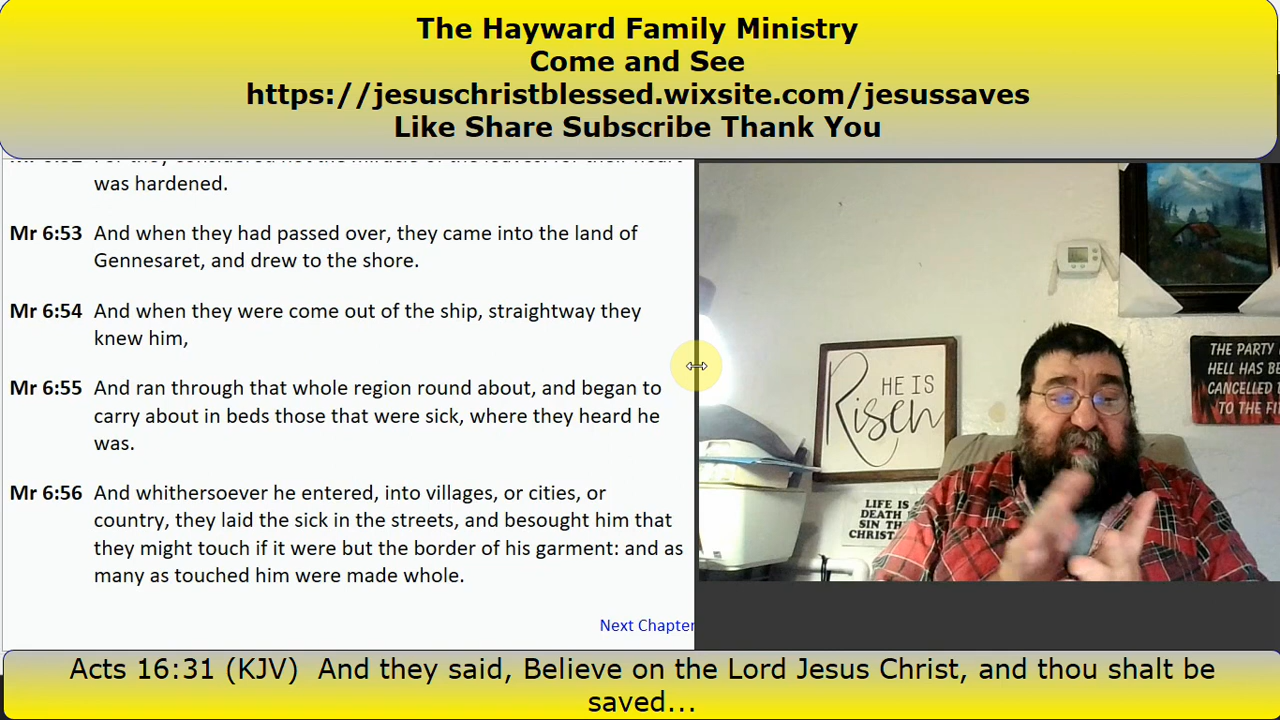 The Hayward Family Ministry
Come and See
https://jesuschristblessed.wixsite.com/jesussaves
Like Share Subscribe Thank You
was hardened.
Mr 6:53 And when they had passed over, they came into the land of
Gennesaret, and drew to the shore.
Mr 6:54 And when they were come out of the ship, straightway they
knew him,
Mr 6:55 And ran through that whole region round about, and began to
carry about in beds those that were sick, where they heard he
was.
Mr 6:56 And whithersoever he entered, into villages, or cities, or
country, they laid the sick in the streets, and besought him that
they might touch if it were but the border of his garment: and as
many as touched him were made whole.
Next Chapter
HE IS
Risen
THE PARTY
HELL HAS BE
CANCELLED
TO THE FI
LIFE IS
DEATH
SIN TH
CHRIST
Acts 16:31 (KJV) And they said, Believe on the Lord Jesus Christ, and thou shalt be
saved...